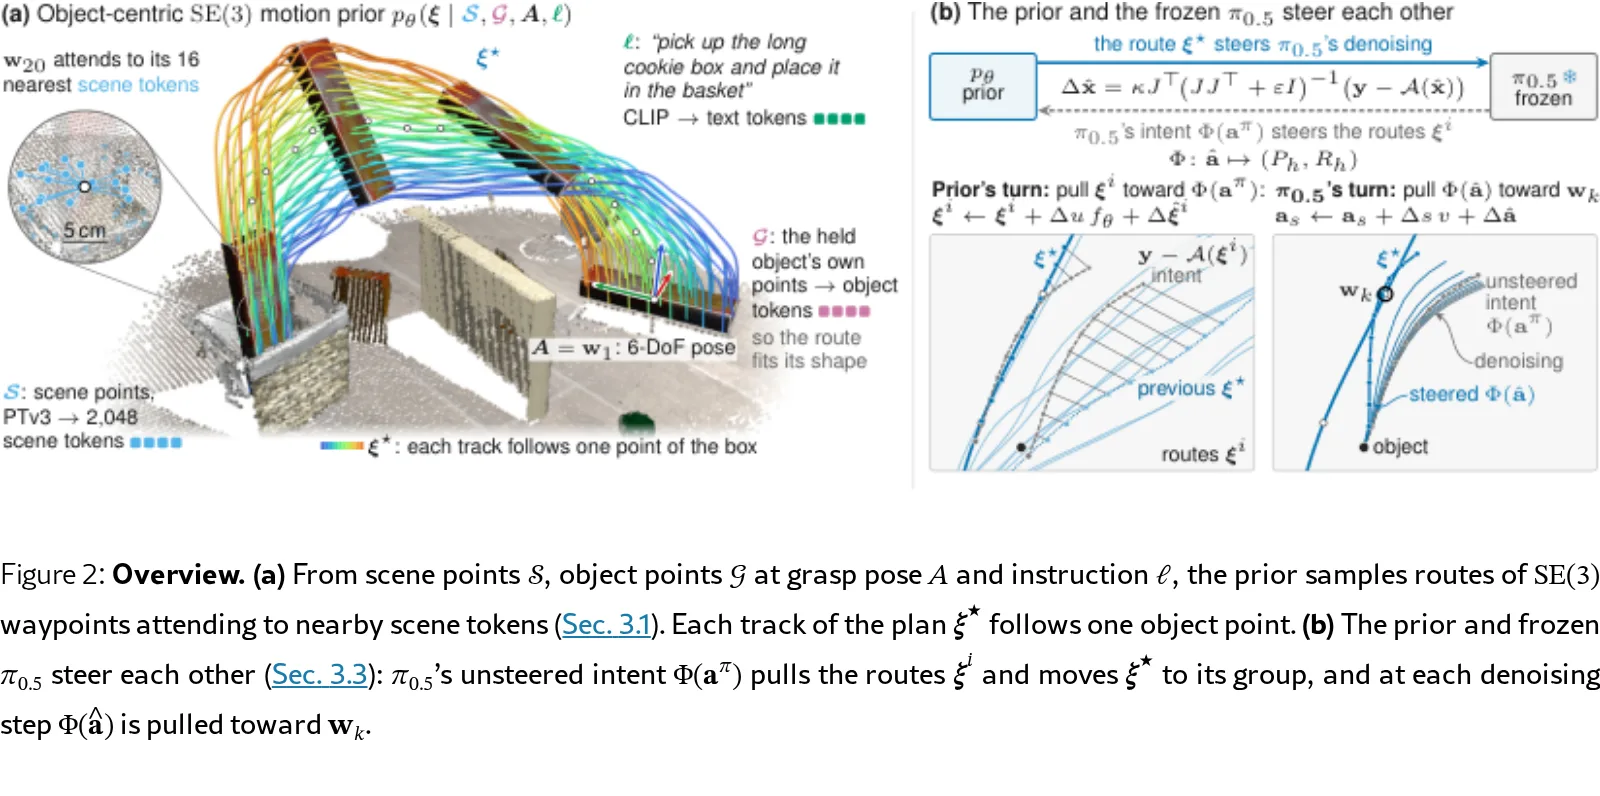 (a) Object-centric SE(3) motion prior pθ(ξ | 𝒮, 𝒢, A, ℓ)
w₂₀ attends to its 16
nearest scene tokens
5 cm
ξ★
ℓ: “pick up the long
cookie box and place it
in the basket”
CLIP → text tokens
𝒢: the held
object’s own
points → object
tokens
so the route
fits its shape
A = w₁: 6-DoF pose
𝒮: scene points,
PTv3 → 2,048
scene tokens
ξ★: each track follows one point of the box
(b) The prior and the frozen π₀.₅ steer each other
the route ξ★ steers π₀.₅’s denoising
pθ
prior
Δx̂ = κJ⊤(JJ⊤ + εI)⁻¹(y − 𝒜(x̂))
π₀.₅ ❄
frozen
π₀.₅’s intent Φ(aπ) steers the routes ξⁱ
Φ: â ↦ (Pₕ, Rₕ)
Prior’s turn: pull ξⁱ toward Φ(aπ):
ξⁱ ← ξⁱ + Δu fθ + Δξ̂ⁱ
π₀.₅’s turn: pull Φ(â) toward wₖ
aₛ ← aₛ + Δs v + Δâ
ξ★
y − 𝒜(ξⁱ)
intent
previous ξ★
routes ξⁱ
ξ★
wₖ
unsteered
intent
Φ(aπ)
denoising
steered Φ(â)
object
Figure 2: Overview. (a) From scene points 𝒮, object points 𝒢 at grasp pose A and instruction ℓ, the prior samples routes of SE(3)
waypoints attending to nearby scene tokens (Sec. 3.1). Each track of the plan ξ★ follows one object point. (b) The prior and frozen
π₀.₅ steer each other (Sec. 3.3): π₀.₅’s unsteered intent Φ(aπ) pulls the routes ξⁱ and moves ξ★ to its group, and at each denoising
step Φ(â) is pulled toward wₖ.